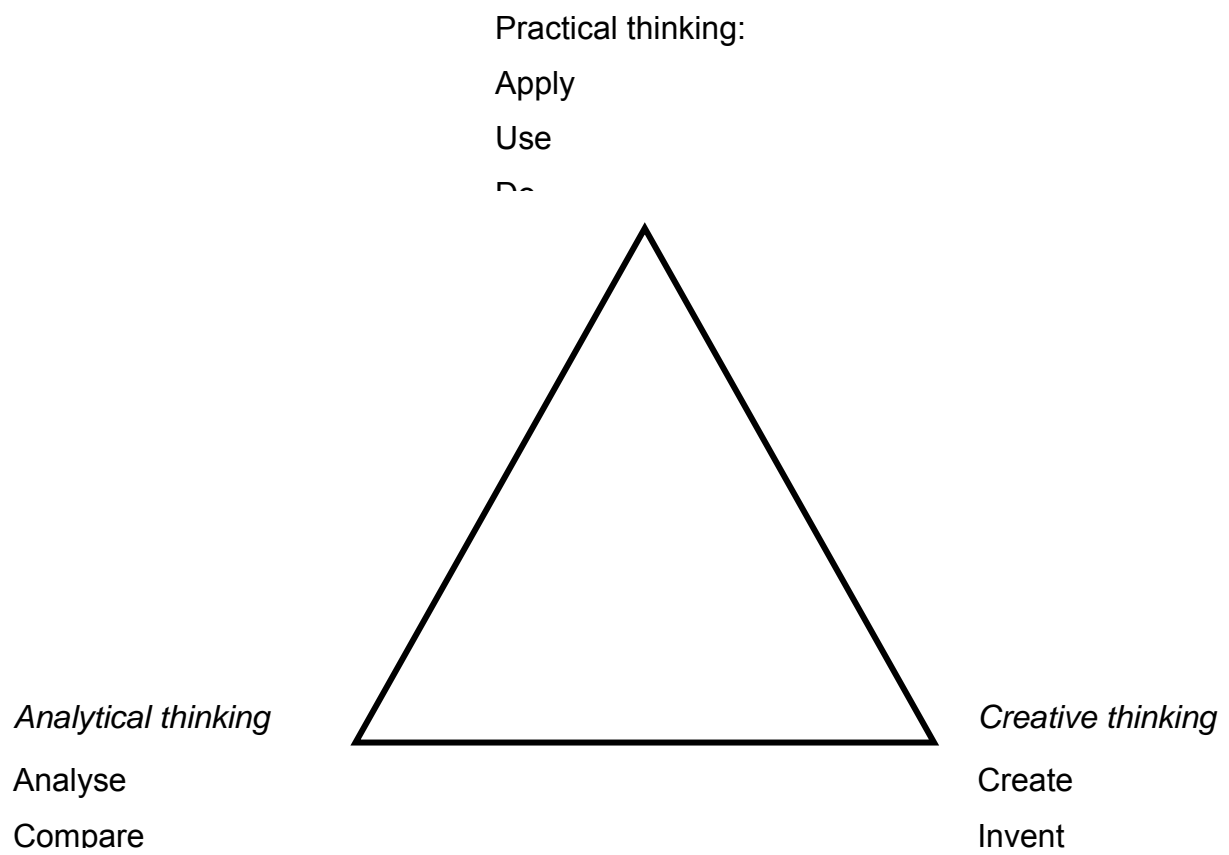 Practical thinking:
Apply
Use
Analytical thinking
Analyse
Compare
Creative thinking
Create
Invent